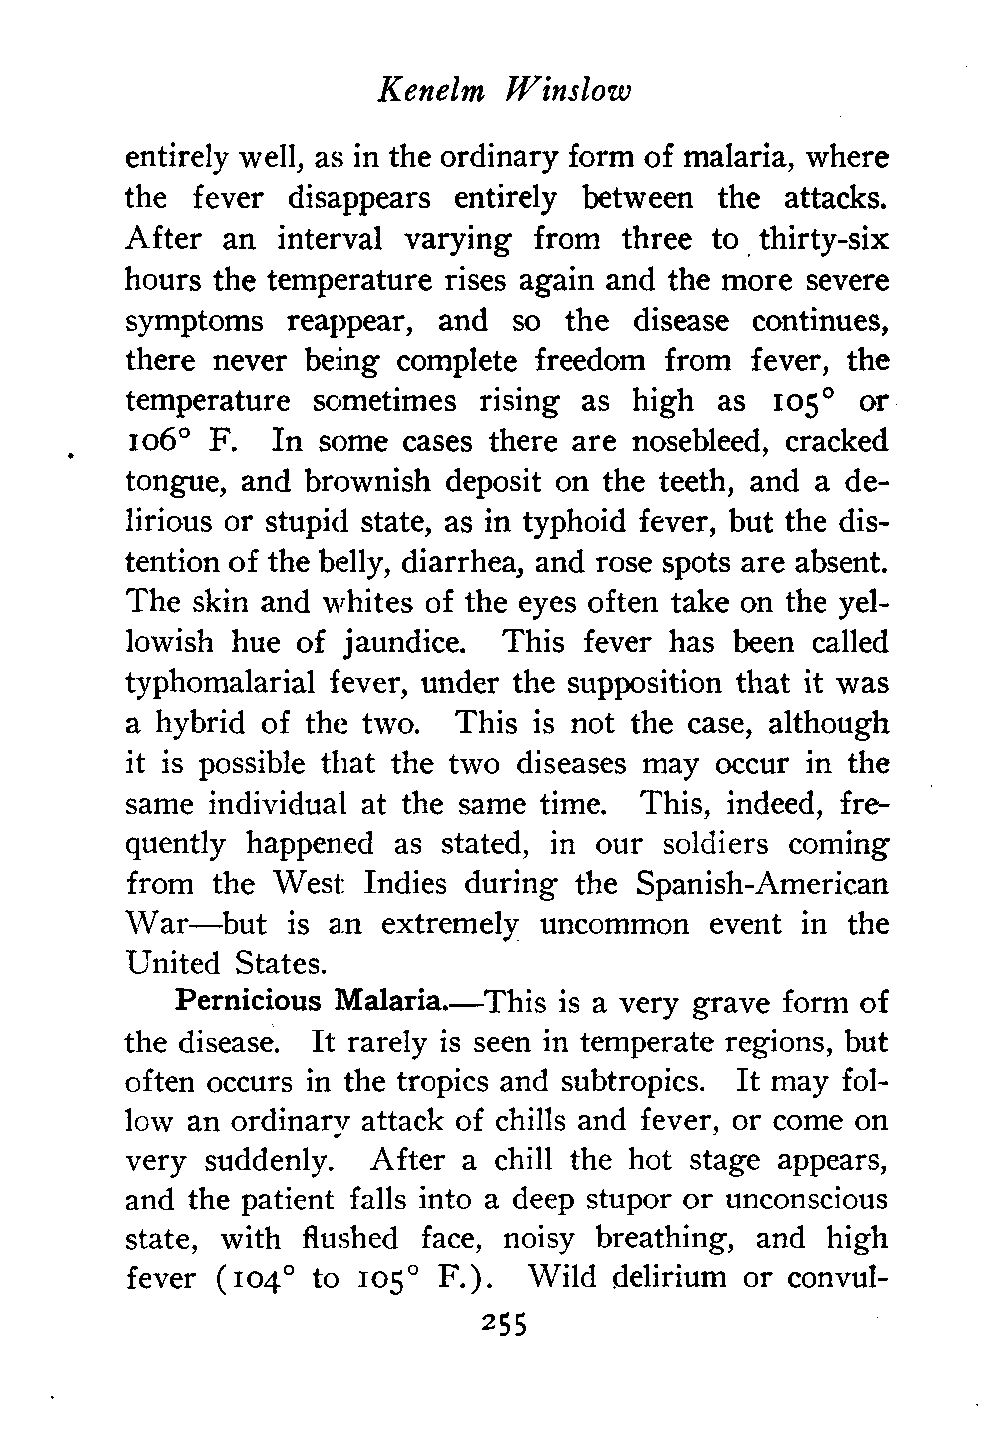 Kenelm Winslow
entirely well, as in the ordinary form of malaria, where
the fever disappears entirely between the attacks.
After an interval varying from three to thirty-six
hours the temperature rises again and the more severe
symptoms reappear, and so the disease continues,
there never being complete freedom from fever, the
temperature sometimes rising as high as 105° or
106° F. In some cases there are nosebleed, cracked
tongue, and brownish deposit on the teeth, and a de-
lirious or stupid state, as in typhoid fever, but the dis-
tention of the belly, diarrhea, and rose spots are absent.
The skin and whites of the eyes often take on the yel-
lowish hue of jaundice. This fever has been called
typhomalarial fever, under the supposition that it was
a hybrid of the two. This is not the case, although
it is possible that the two diseases may occur in the
same individual at the same time. This, indeed, fre-
quently happened as stated, in our soldiers coming
from the West Indies during the Spanish-American
War—but is an extremely uncommon event in the
United States.
Pernicious Malaria.—This is a very grave form of
the disease. It rarely is seen in temperate regions, but
often occurs in the tropics and subtropics. It may fol-
low an ordinary attack of chills and fever, or come on
very suddenly. After a chill the hot stage appears,
and the patient falls into a deep stupor or unconscious
state, with flushed face, noisy breathing, and high
fever (104° to 105° F.). Wild delirium or convul-
255